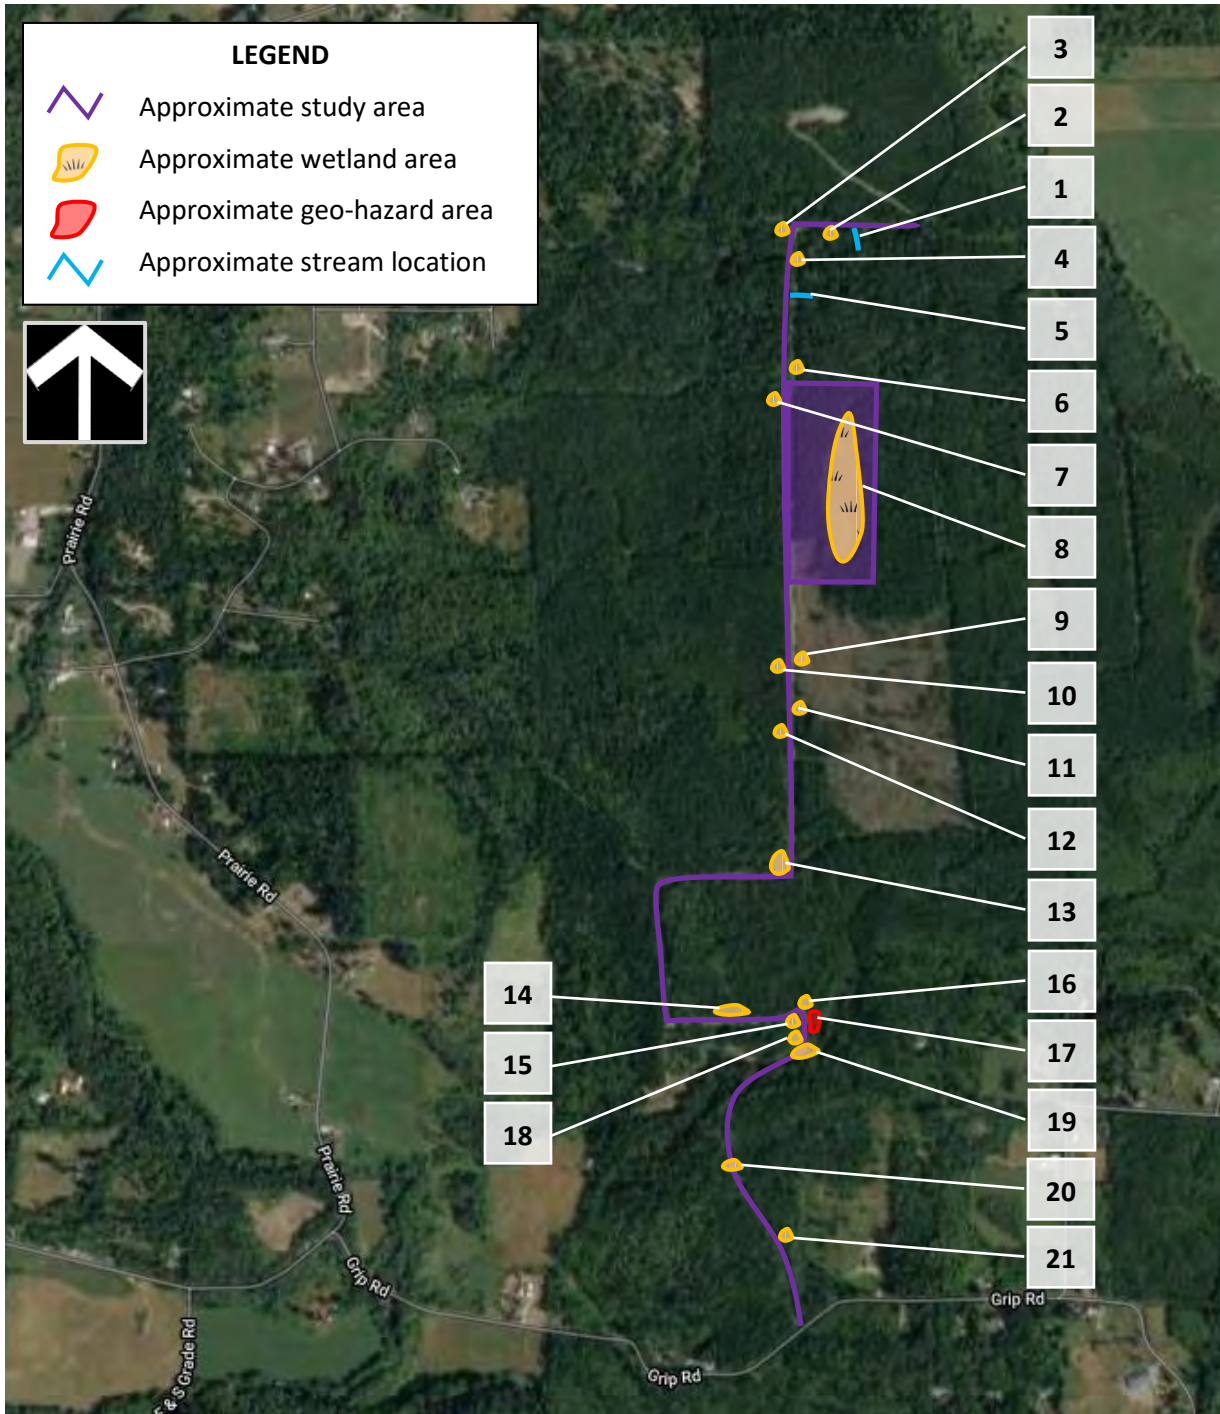 LEGEND
Approximate study area
Approximate wetland area
Approximate geo-hazard area
Approximate stream location
3
2
1
4
5
6
7
8
9
10
11
12
13
14
15
18
16
17
19
20
21
Prairie Rd
Prairie Rd
Prairie Rd
Grip Rd
Grip Rd
Grip Rd
F & S Grade Rd